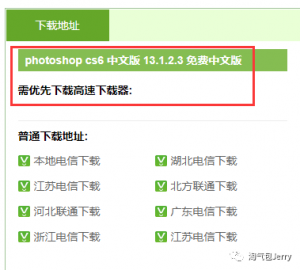 下载地址
photoshop cs6 中文版 13.1.2.3 免费中文版
需优先下载高速下载器:
普通下载地址:
本地电信下载 湖北电信下载
江苏电信下载 北方联通下载
河北联通下载 广东电信下载
浙江电信下载 江苏电信下载
淘气包Jerry